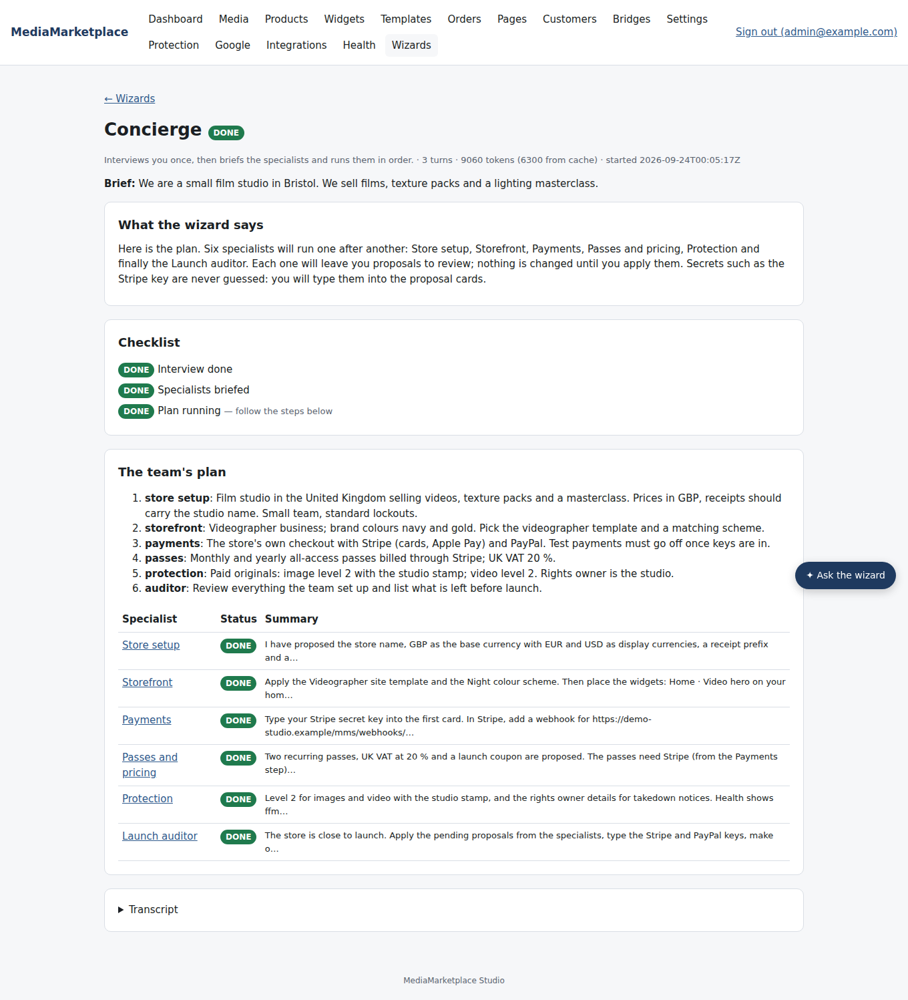 MediaMarketplace
Dashboard Media Products Widgets Templates Orders Pages Customers Bridges Settings
Protection Google Integrations Health Wizards
Sign out (admin@example.com)
← Wizards
Concierge DONE
Interviews you once, then briefs the specialists and runs them in order. · 3 turns · 9060 tokens (6300 from cache) · started 2026-09-24T00:05:17Z
Brief: We are a small film studio in Bristol. We sell films, texture packs and a lighting masterclass.
What the wizard says
Here is the plan. Six specialists will run one after another: Store setup, Storefront, Payments, Passes and pricing, Protection and
finally the Launch auditor. Each one will leave you proposals to review; nothing is changed until you apply them. Secrets such as the
Stripe key are never guessed: you will type them into the proposal cards.
Checklist
DONE Interview done
DONE Specialists briefed
DONE Plan running — follow the steps below
The team's plan
1. store setup: Film studio in the United Kingdom selling videos, texture packs and a masterclass. Prices in GBP, receipts should
carry the studio name. Small team, standard lockouts.
2. storefront: Videographer business; brand colours navy and gold. Pick the videographer template and a matching scheme.
3. payments: The store's own checkout with Stripe (cards, Apple Pay) and PayPal. Test payments must go off once keys are in.
4. passes: Monthly and yearly all-access passes billed through Stripe; UK VAT 20 %.
5. protection: Paid originals: image level 2 with the studio stamp; video level 2. Rights owner is the studio.
6. auditor: Review everything the team set up and list what is left before launch.
✦ Ask the wizard
Specialist Status Summary
Store setup DONE I have proposed the store name, GBP as the base currency with EUR and USD as display currencies, a receipt prefix
and a…
Storefront DONE Apply the Videographer site template and the Night colour scheme. Then place the widgets: Home · Video hero on your
hom…
Payments DONE Type your Stripe secret key into the first card. In Stripe, add a webhook for https://demo-
studio.example/mms/webhooks/…
Passes and DONE Two recurring passes, UK VAT at 20 % and a launch coupon are proposed. The passes need Stripe (from the Payments
pricing step)…
Protection DONE Level 2 for images and video with the studio stamp, and the rights owner details for takedown notices. Health shows
ffm…
Launch auditor DONE The store is close to launch. Apply the pending proposals from the specialists, type the Stripe and PayPal keys, make
o…
▶ Transcript
MediaMarketplace Studio